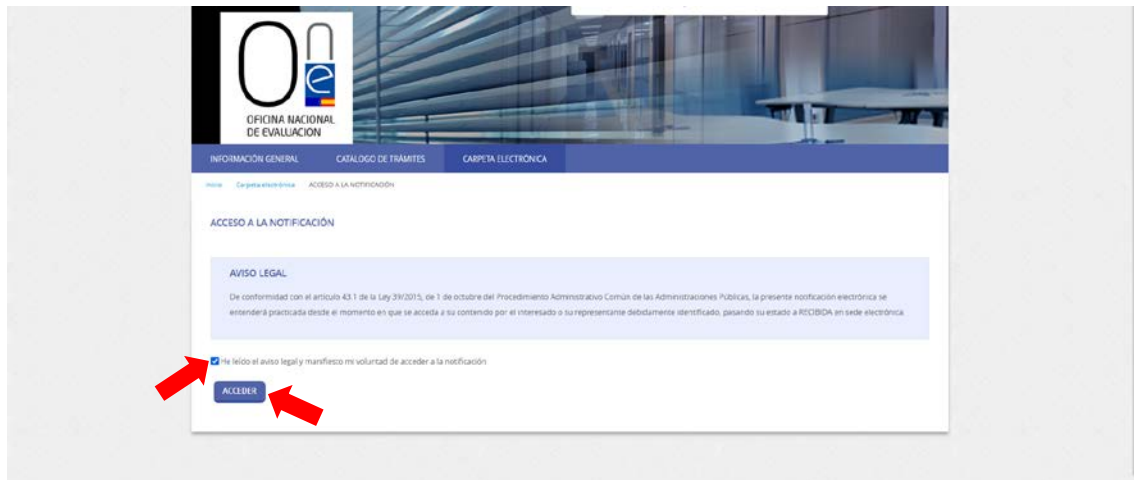 OFICINA NACIONAL
DE EVALUACION
INFORMACIÓN GENERAL CATALOGO DE TRÁMITES CARPETA ELECTRÓNICA
Inicio Carpeta electrónica ACCESO A LA NOTIFICACIÓN
ACCESO A LA NOTIFICACIÓN
AVISO LEGAL
De conformidad con el artículo 43.1 de la Ley 39/2015, de 1 de octubre del Procedimiento Administrativo Común de las Administraciones Públicas, la presente notificación electrónica se
entenderá practicada desde el momento en que se acceda a su contenido por el interesado o su representante debidamente identificado, pasando su estado a RECIBIDA en sede electrónica.
He leído el aviso legal y manifiesto mi voluntad de acceder a la notificación
ACCEDER